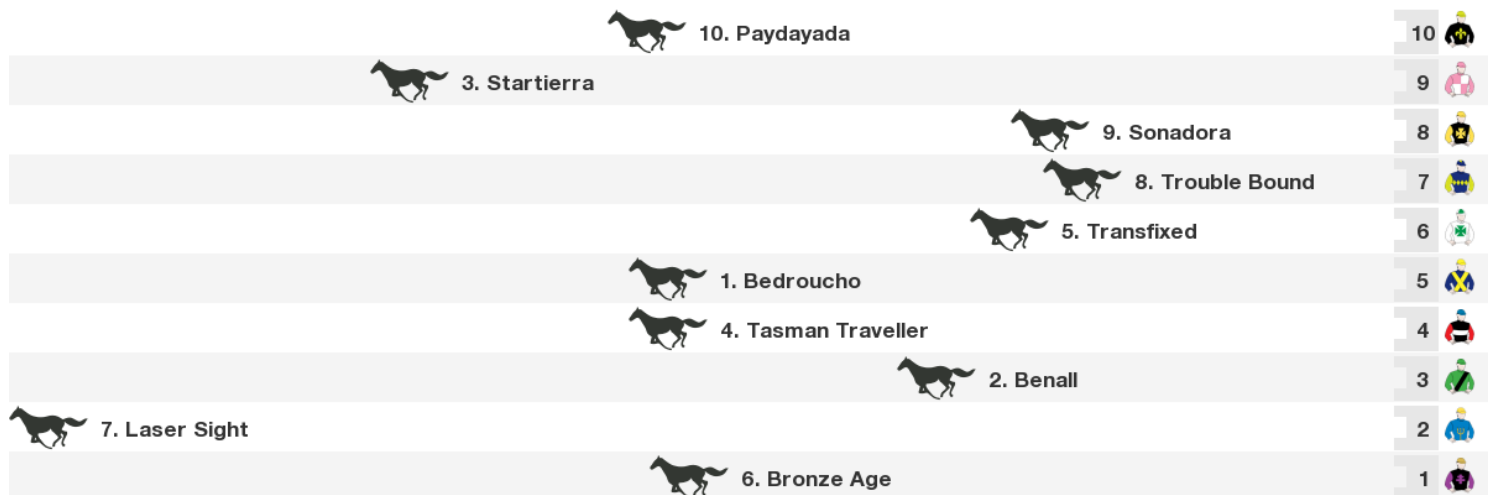 10. Paydayada 10
3. Startierra 9
9. Sonadora 8
8. Trouble Bound 7
5. Transfixed 6
1. Bedroucho 5
4. Tasman Traveller 4
2. Benall 3
7. Laser Sight 2
6. Bronze Age 1